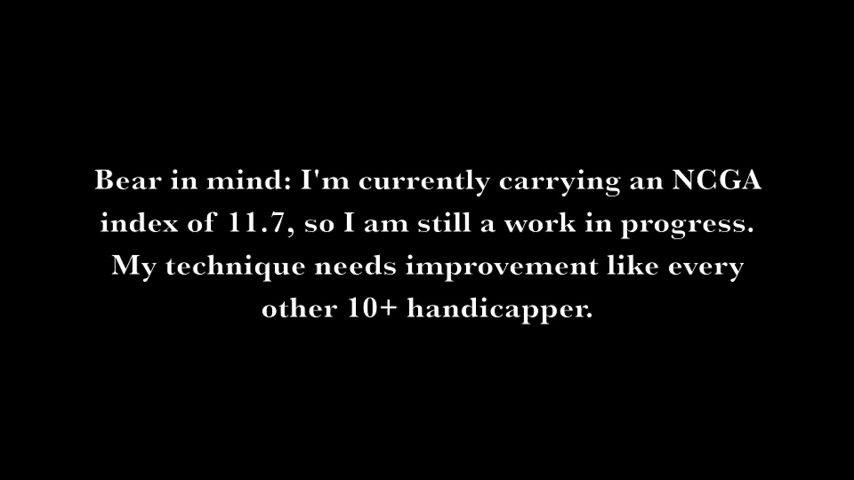 Bear in mind: I'm currently carrying an NCGA
index of 11.7, so I am still a work in progress.
My technique needs improvement like every
other 10+ handicapper.